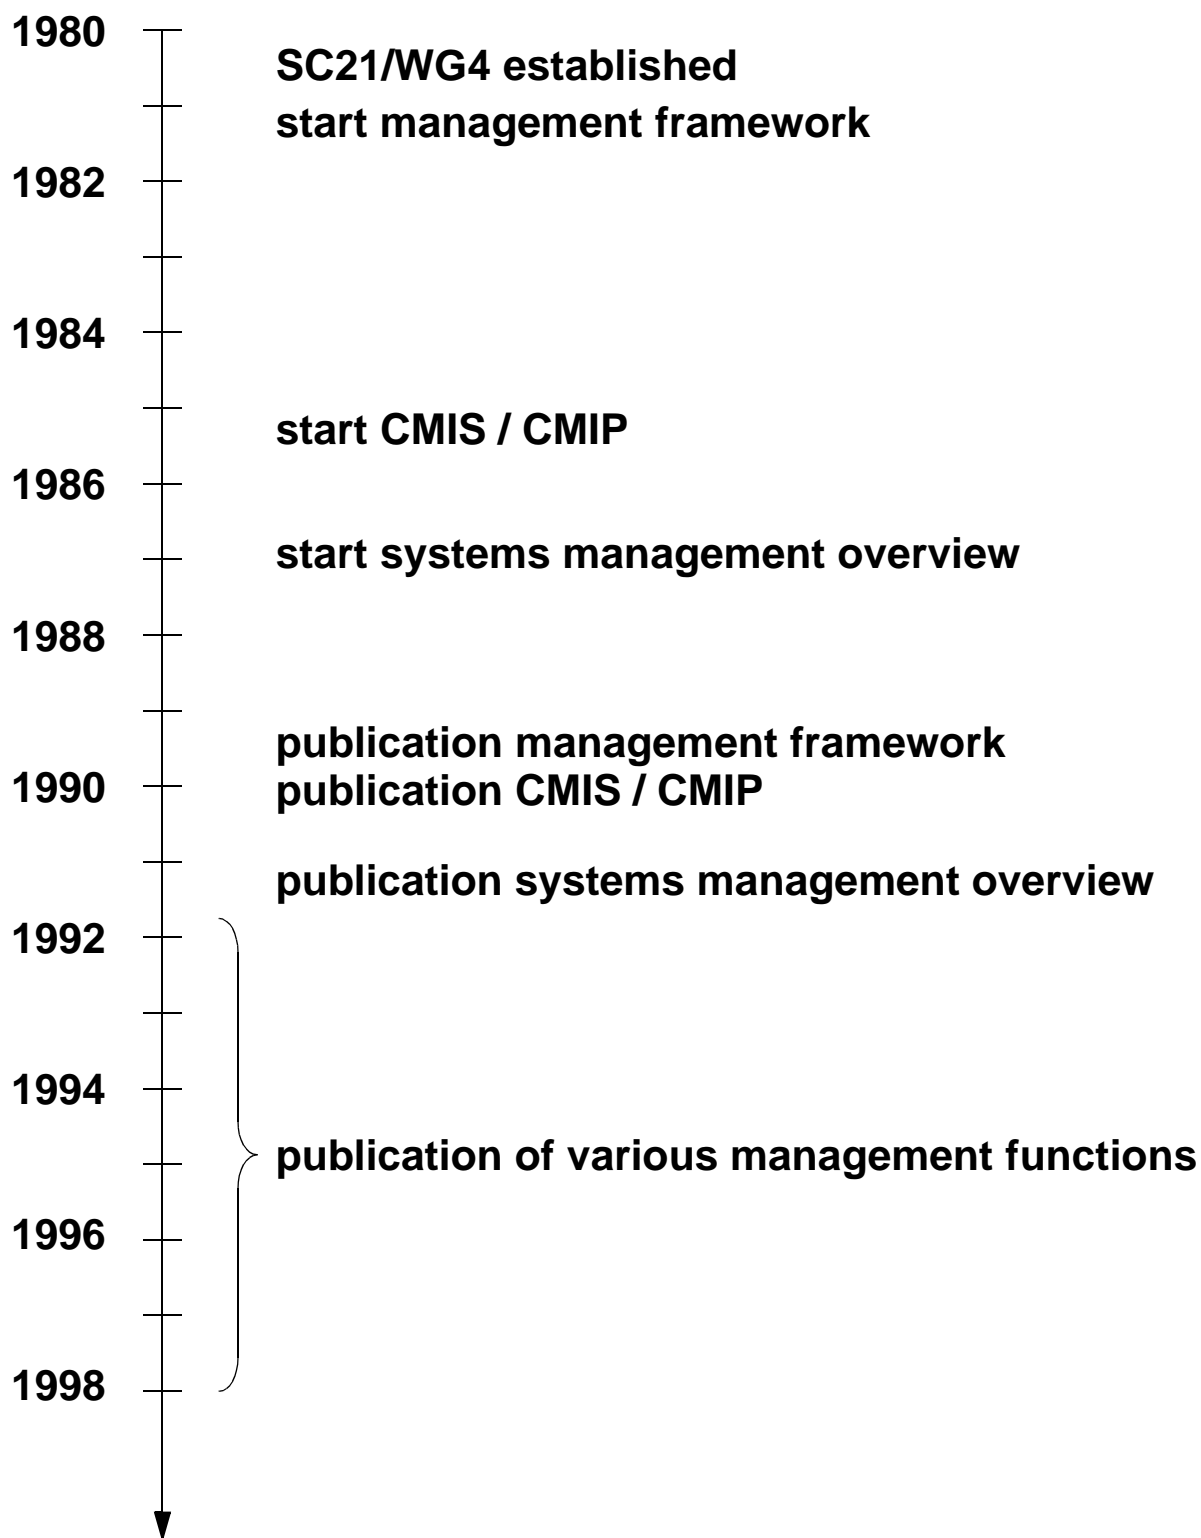 1980
SC21/WG4 established
start management framework
1982
1984
start CMIS / CMIP
1986
start systems management overview
1988
publication management framework
1990
publication CMIS / CMIP
publication systems management overview
1992
1994
publication of various management functions
1996
1998